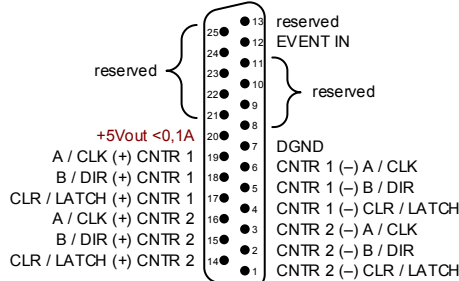 13 reserved
25
12 EVENT IN
24
11
reserved
23
10
22
9
reserved
21
8
+5Vout <0,1A 20
7 DGND
A / CLK (+) CNTR 1 19
6 CNTR 1 (–) A / CLK
B / DIR (+) CNTR 1 18
5 CNTR 1 (–) B / DIR
CLR / LATCH (+) CNTR 1 17
4 CNTR 1 (–) CLR / LATCH
A / CLK (+) CNTR 2 16
3 CNTR 2 (–) A / CLK
B / DIR (+) CNTR 2 15
2 CNTR 2 (–) B / DIR
CLR / LATCH (+) CNTR 2 14
1 CNTR 2 (–) CLR / LATCH